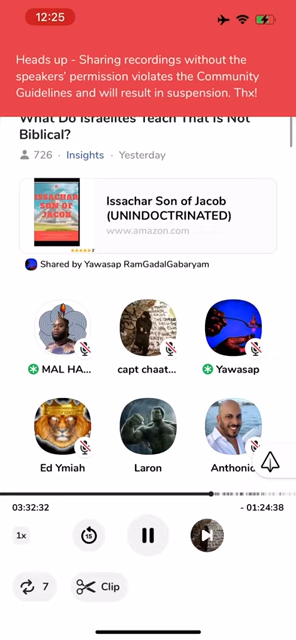 12:25
Heads up - Sharing recordings without the
speakers' permission violates the Community
Guidelines and will result in suspension. Thx!
What Do Israelites Teach That Is Not
Biblical?
726 · Insights · Yesterday
ISSACHAR
SON OF
JACOB
Issachar Son of Jacob
(UNINDOCTRINATED)
www.amazon.com
Shared by Yawasap RamGadalGabaryam
MAL HA...
capt chaat...
Yawasap
Ed Ymiah
Laron
Anthonio
03:32:32
- 01:24:38
1x
15
7
Clip